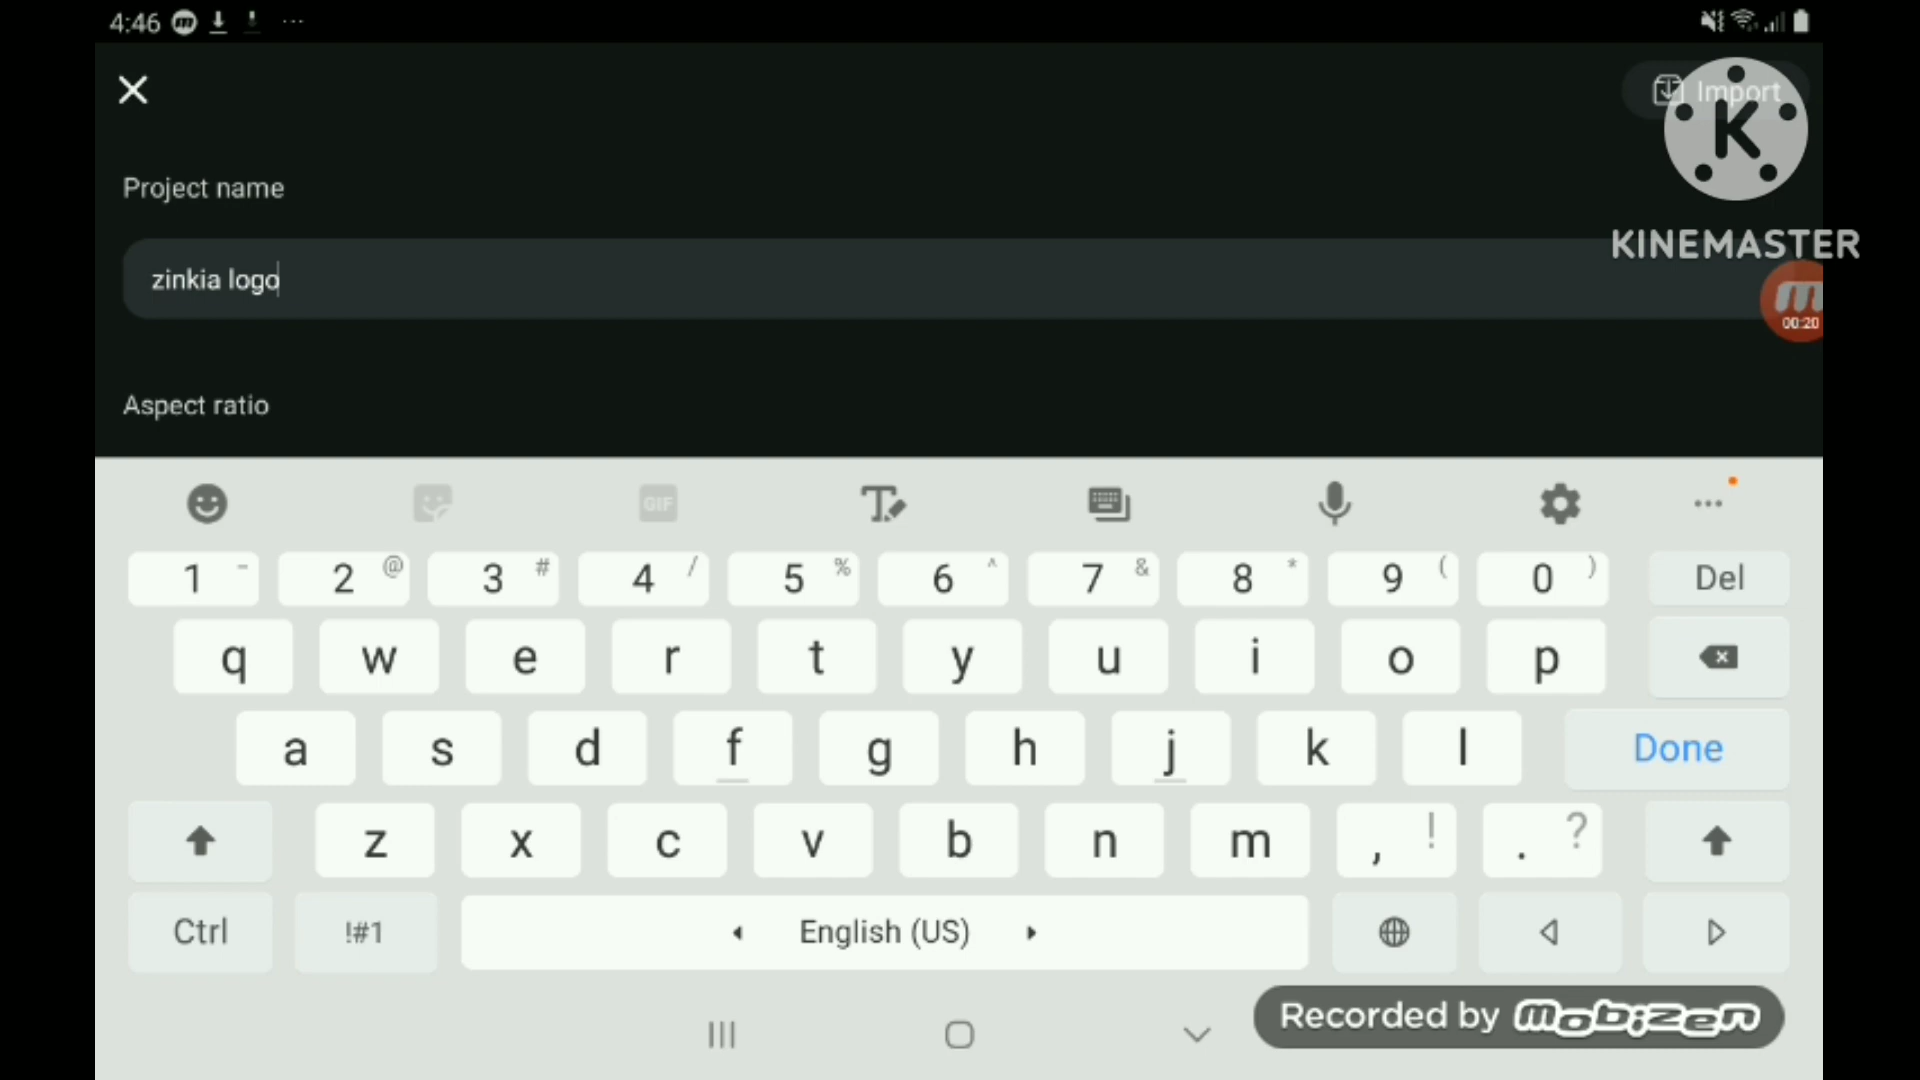 4:46
Import
K
KINEMASTER
Project name
zinkia logo
m
00:20
Aspect ratio
GIF
1 - 2 @ 3 # 4 / 5 % 6 ^ 7 & 8 * 9 ( 0 ) Del
q w e r t y u i o p
a s d f g h j k l Done
z x c v b n m , ! . ?
Ctrl !#1 English (US)
Recorded by mobizen